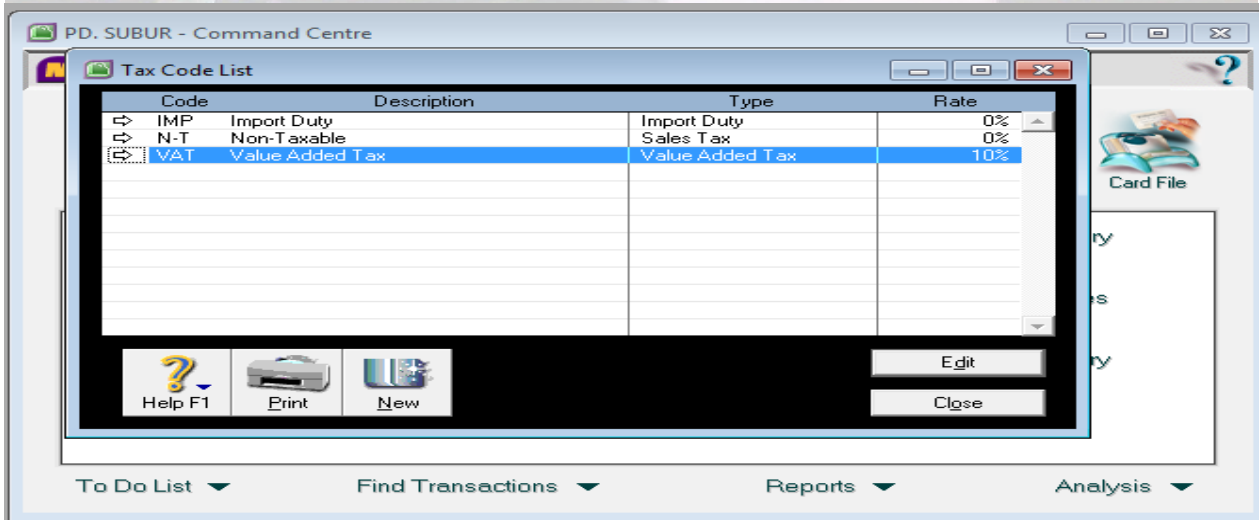 PD. SUBUR - Command Centre
Tax Code List
Code Description Type Rate
IMP Import Duty Import Duty 0%
N-T Non-Taxable Sales Tax 0%
VAT Value Added Tax Value Added Tax 10%
Card File
ry
s
ry
Edit
Help F1 Print New
Close
To Do List Find Transactions Reports Analysis